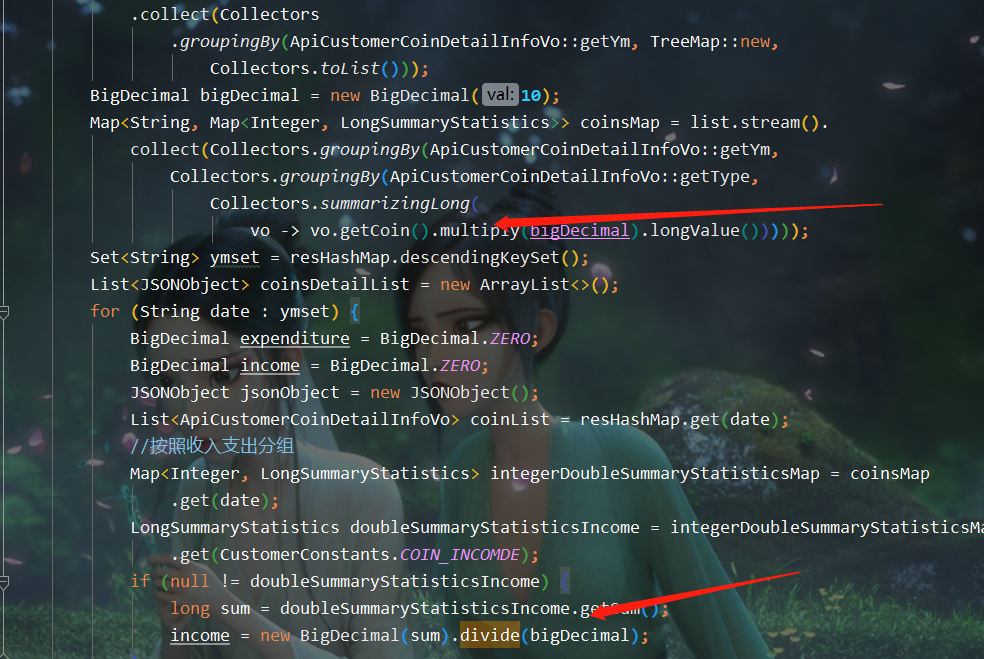 .collect(Collectors
.groupingBy(ApiCustomerCoinDetailInfoVo::getYm, TreeMap::new,
Collectors.toList()));
BigDecimal bigDecimal = new BigDecimal( val: 10);
Map<String, Map<Integer, LongSummaryStatistics>> coinsMap = list.stream().
collect(Collectors.groupingBy(ApiCustomerCoinDetailInfoVo::getYm,
Collectors.groupingBy(ApiCustomerCoinDetailInfoVo::getType,
Collectors.summarizingLong(
vo -> vo.getCoin().multiply(bigDecimal).longValue()))));
Set<String> ymset = resHashMap.descendingKeySet();
List<JSONObject> coinsDetailList = new ArrayList<>();
for (String date : ymset) {
BigDecimal expenditure = BigDecimal.ZERO;
BigDecimal income = BigDecimal.ZERO;
JSONObject jsonObject = new JSONObject();
List<ApiCustomerCoinDetailInfoVo> coinList = resHashMap.get(date);
//按照收入支出分组
Map<Integer, LongSummaryStatistics> integerDoubleSummaryStatisticsMap = coinsMap
.get(date);
LongSummaryStatistics doubleSummaryStatisticsIncome = integerDoubleSummaryStatisticsMa
.get(CustomerConstants.COIN_INCOMDE);
if (null != doubleSummaryStatisticsIncome) {
long sum = doubleSummaryStatisticsIncome.getSum();
income = new BigDecimal(sum).divide(bigDecimal);